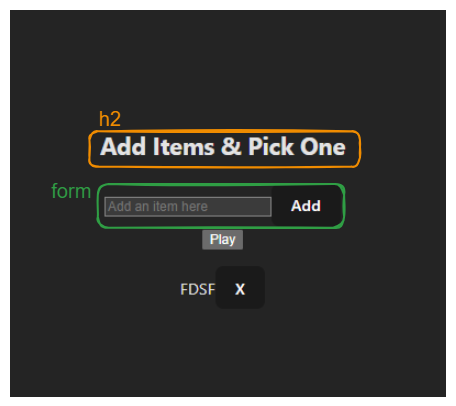 h2
Add Items & Pick One
form
Add an item here Add
Play
FDSF X